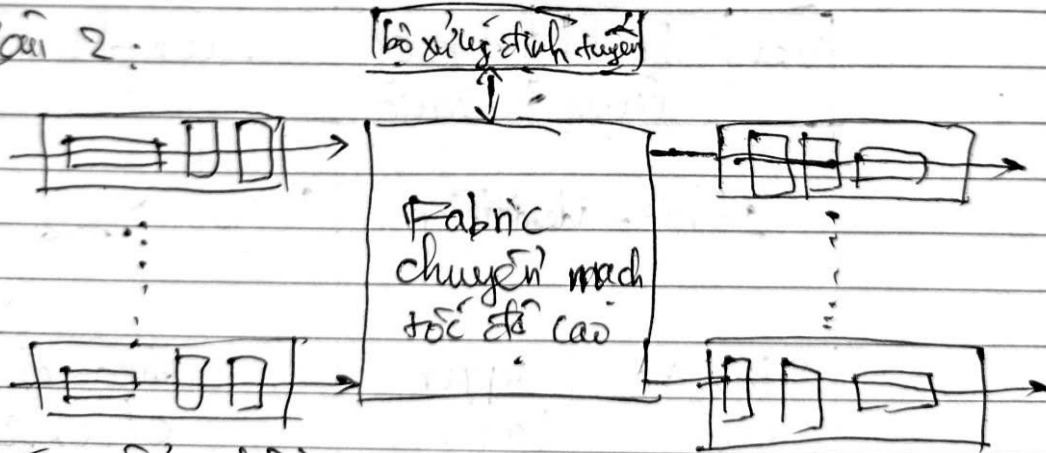 Câu 2:
bộ xử lý định tuyến
Fabric
chuyển mạch
tốc độ cao